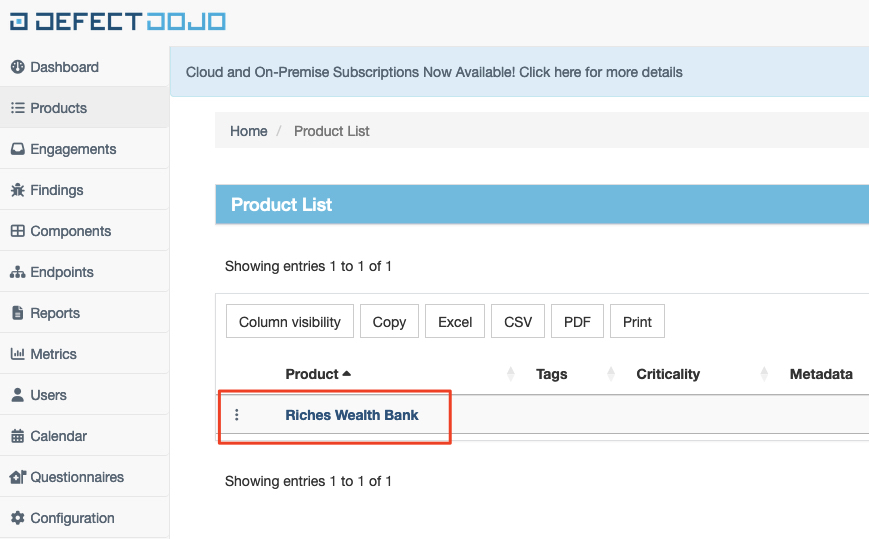 DEFECTDOJO
Dashboard
Products
Engagements
Findings
Components
Endpoints
Reports
Metrics
Users
Calendar
Questionnaires
Configuration
Cloud and On-Premise Subscriptions Now Available! Click here for more details
Home / Product List
Product List
Showing entries 1 to 1 of 1
Column visibility Copy Excel CSV PDF Print
Product Tags Criticality Metadata
Riches Wealth Bank
Showing entries 1 to 1 of 1